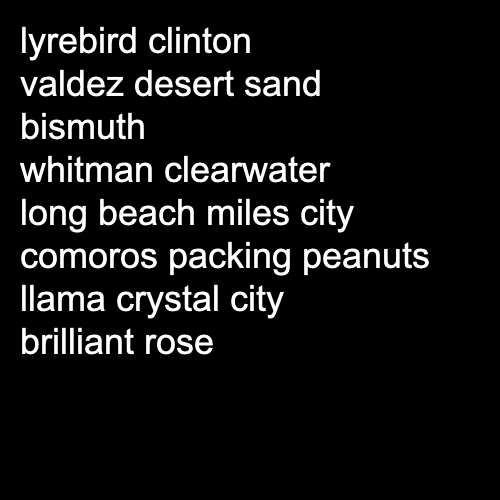 lyrebird clinton
valdez desert sand
bismuth
whitman clearwater
long beach miles city
comoros packing peanuts
llama crystal city
brilliant rose